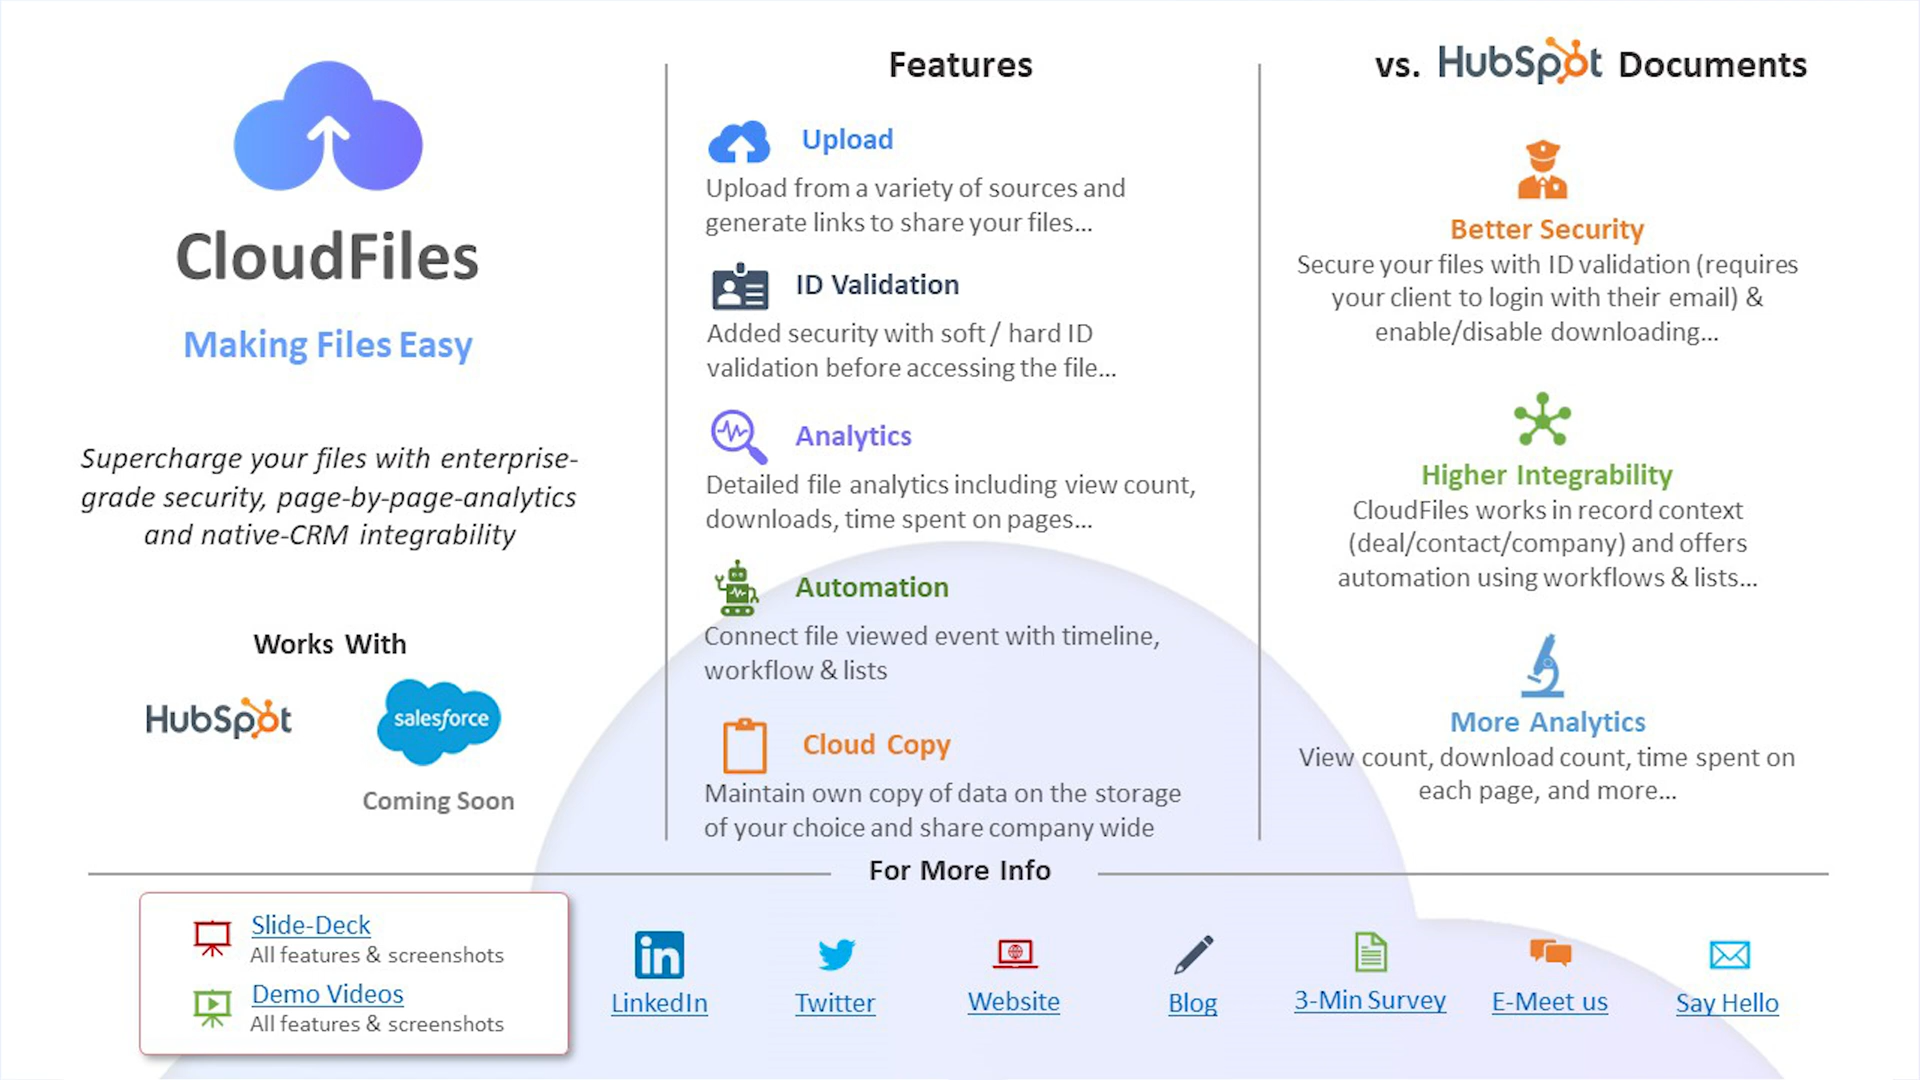 CloudFiles
Making Files Easy
Supercharge your files with enterprise-
grade security, page-by-page-analytics
and native-CRM integrability
Works With
HubSpot
salesforce
Coming Soon
Features
Upload
Upload from a variety of sources and
generate links to share your files...
ID Validation
Added security with soft / hard ID
validation before accessing the file...
Analytics
Detailed file analytics including view count,
downloads, time spent on pages...
Automation
Connect file viewed event with timeline,
workflow & lists
Cloud Copy
Maintain own copy of data on the storage
of your choice and share company wide
vs. HubSpot Documents
Better Security
Secure your files with ID validation (requires
your client to login with their email) &
enable/disable downloading...
Higher Integrability
CloudFiles works in record context
(deal/contact/company) and offers
automation using workflows & lists...
More Analytics
View count, download count, time spent on
each page, and more...
For More Info
Slide-Deck
All features & screenshots
Demo Videos
All features & screenshots
in
LinkedIn
Twitter
Website
Blog
3-Min Survey
E-Meet us
Say Hello